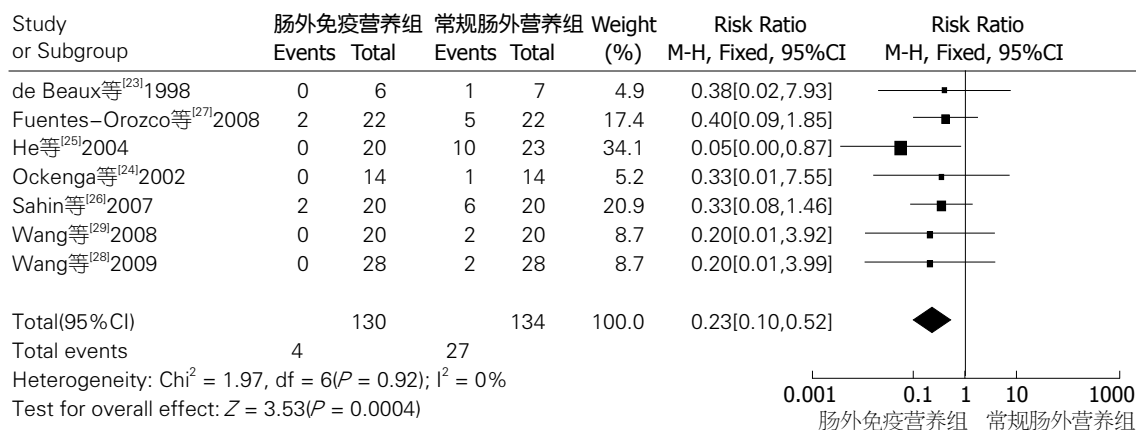 Study 肠外免疫营养组 常规肠外营养组 Weight Risk Ratio Risk Ratio
or Subgroup Events Total Events Total (%) M-H, Fixed, 95%CI M-H, Fixed, 95%CI
de Beaux等[23]1998 0 6 1 7 4.9 0.38[0.02,7.93]
Fuentes-Orozco等[27]2008 2 22 5 22 17.4 0.40[0.09,1.85]
He等[25]2004 0 20 10 23 34.1 0.05[0.00,0.87]
Ockenga等[24]2002 0 14 1 14 5.2 0.33[0.01,7.55]
Sahin等[26]2007 2 20 6 20 20.9 0.33[0.08,1.46]
Wang等[29]2008 0 20 2 20 8.7 0.20[0.01,3.92]
Wang等[28]2009 0 28 2 28 8.7 0.20[0.01,3.99]
Total(95%CI) 130 134 100.0 0.23[0.10,0.52]
Total events 4 27
Heterogeneity: Chi² = 1.97, df = 6(P = 0.92); I² = 0%
Test for overall effect: Z = 3.53(P = 0.0004)
0.001 0.1 1 10 1000
肠外免疫营养组 常规肠外营养组